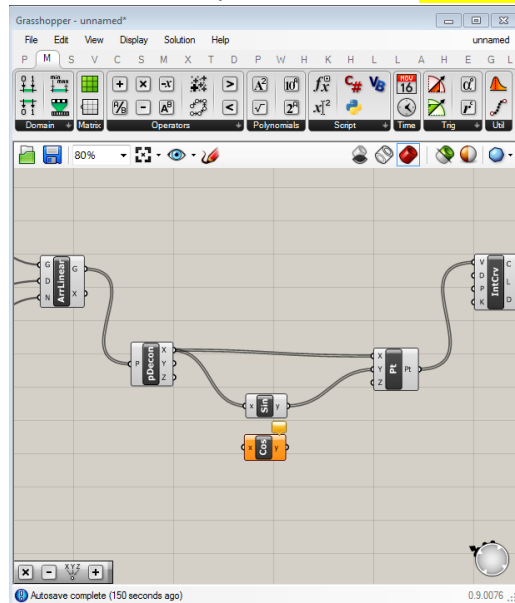 Grasshopper - unnamed*
File Edit View Display Solution Help unnamed
P M S V C S M X T D P W H K H L L A H E G L
Domain Matrix Operators Polynomials Script Time Trig Util
80%
G D N ArrLinear G X
P pDecon X Y Z
X Y Z Pt Pt
V D P K IntCrv C L D
x Sin y
x Cos y
XYZ
Autosave complete (150 seconds ago) 0.9.0076